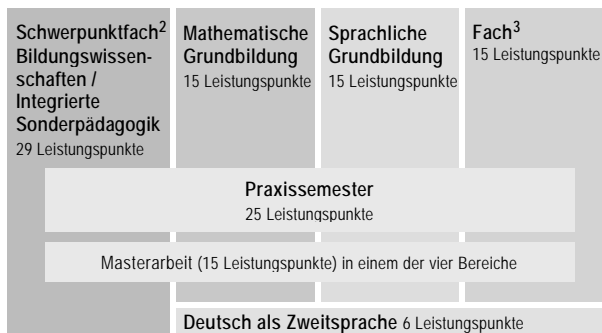 Schwerpunktfach²
Bildungswissen-
schaften /
Integrierte
Sonderpädagogik
29 Leistungspunkte
Mathematische
Grundbildung
15 Leistungspunkte
Sprachliche
Grundbildung
15 Leistungspunkte
Fach³
15 Leistungspunkte
Praxissemester
25 Leistungspunkte
Masterarbeit (15 Leistungspunkte) in einem der vier Bereiche
Deutsch als Zweitsprache 6 Leistungspunkte